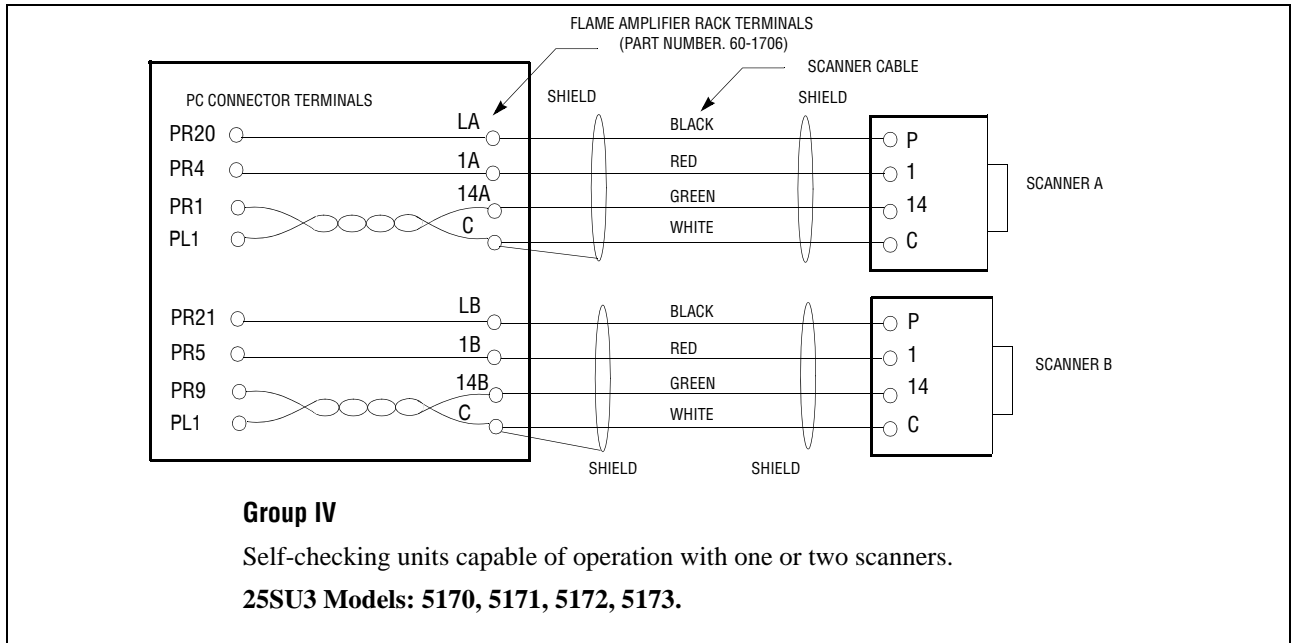 FLAME AMPLIFIER RACK TERMINALS
(PART NUMBER. 60-1706)
SCANNER CABLE
PC CONNECTOR TERMINALS
SHIELD
SHIELD
PR20
LA
BLACK
P
PR4
1A
RED
1
SCANNER A
PR1
14A
GREEN
14
PL1
C
WHITE
C
PR21
LB
BLACK
P
PR5
1B
RED
1
SCANNER B
PR9
14B
GREEN
14
PL1
C
WHITE
C
SHIELD
SHIELD
Group IV
Self-checking units capable of operation with one or two scanners.
25SU3 Models: 5170, 5171, 5172, 5173.